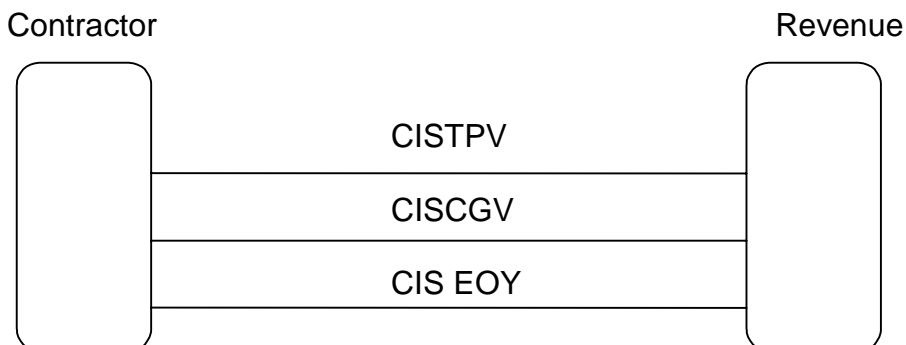 Contractor
Revenue
CISTPV
CISCGV
CIS EOY